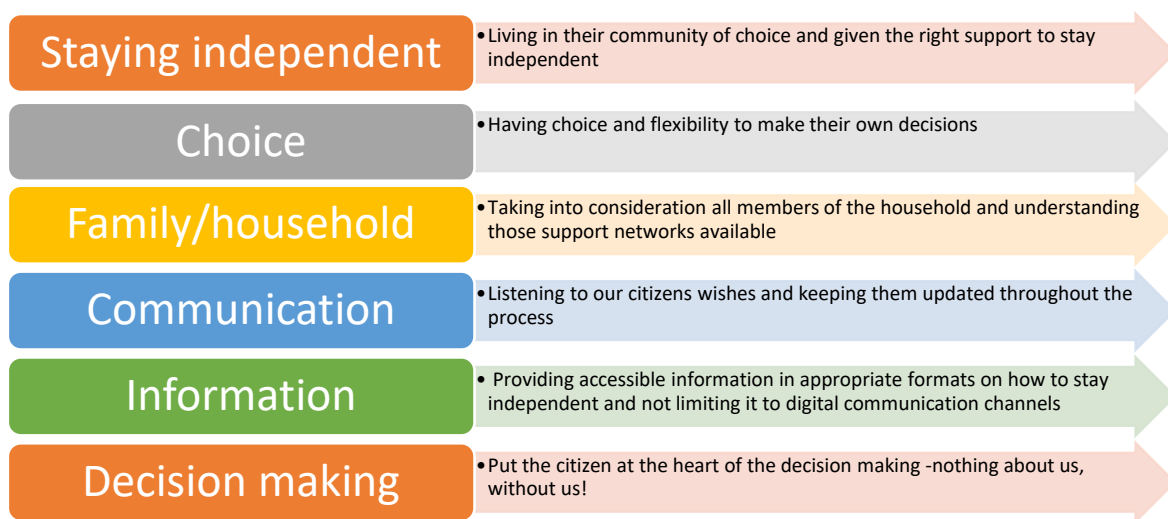 Staying independent
•Living in their community of choice and given the right support to stay
independent
Choice
•Having choice and flexibility to make their own decisions
Family/household
•Taking into consideration all members of the household and understanding
those support networks available
Communication
•Listening to our citizens wishes and keeping them updated throughout the
process
Information
• Providing accessible information in appropriate formats on how to stay
independent and not limiting it to digital communication channels
Decision making
•Put the citizen at the heart of the decision making -nothing about us,
without us!